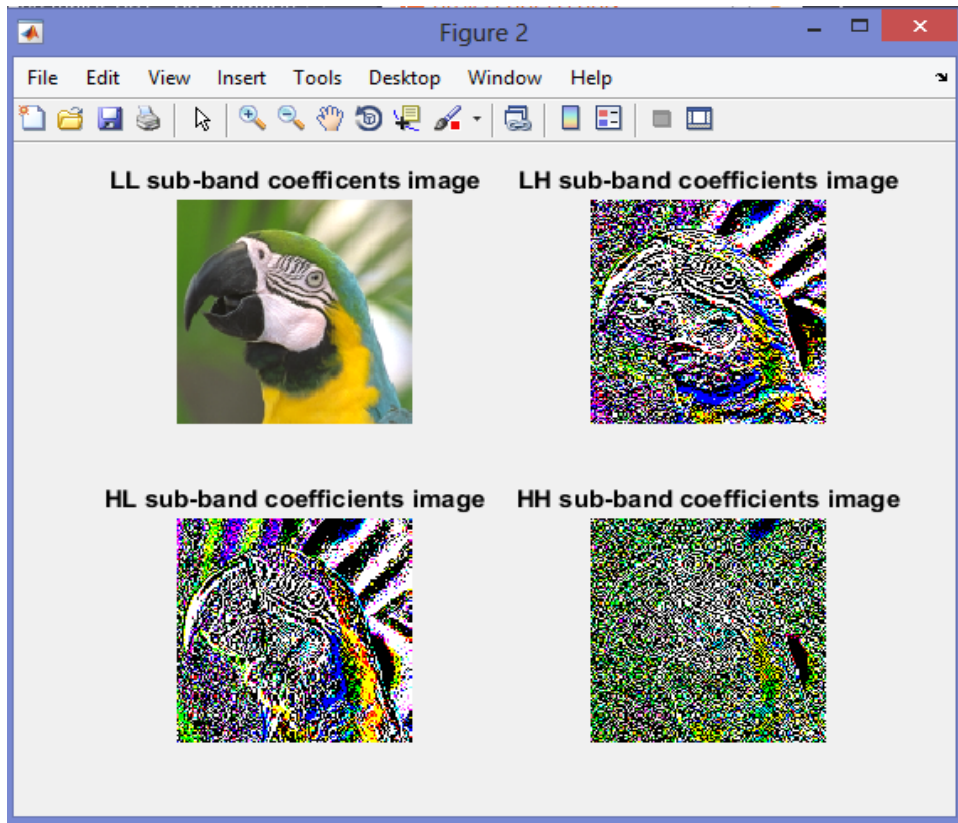 Figure 2
File Edit View Insert Tools Desktop Window Help
LL sub-band coefficents image
LH sub-band coefficients image
HL sub-band coefficients image
HH sub-band coefficients image